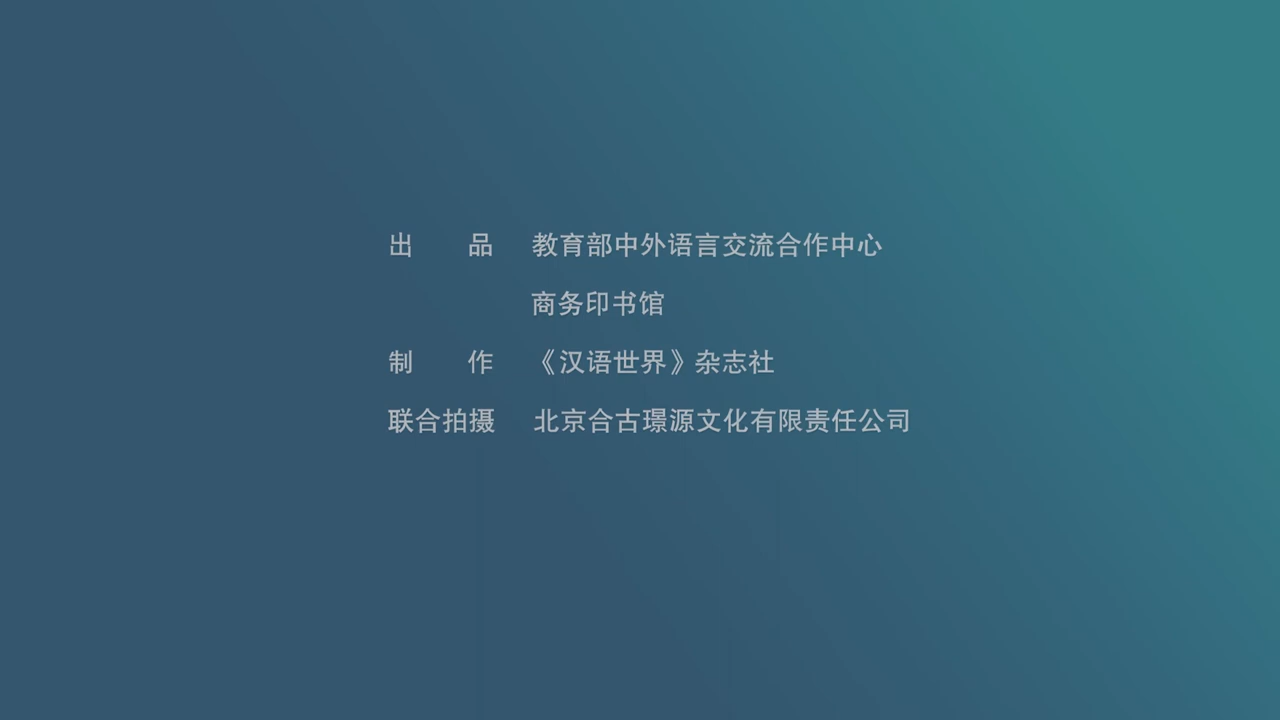 出品 教育部中外语言交流合作中心
商务印书馆
制作 《汉语世界》杂志社
联合拍摄 北京合古璟源文化有限责任公司